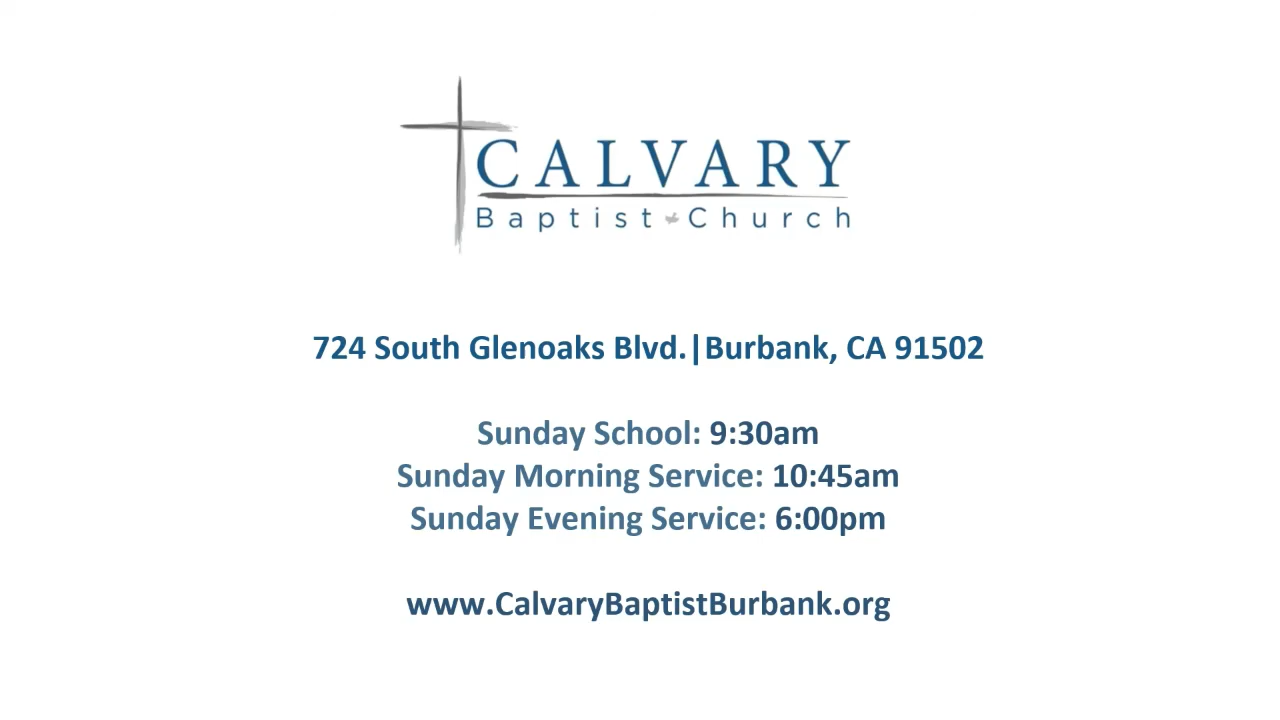 CALVARY
Baptist Church
724 South Glenoaks Blvd.|Burbank, CA 91502
Sunday School: 9:30am
Sunday Morning Service: 10:45am
Sunday Evening Service: 6:00pm
www.CalvaryBaptistBurbank.org